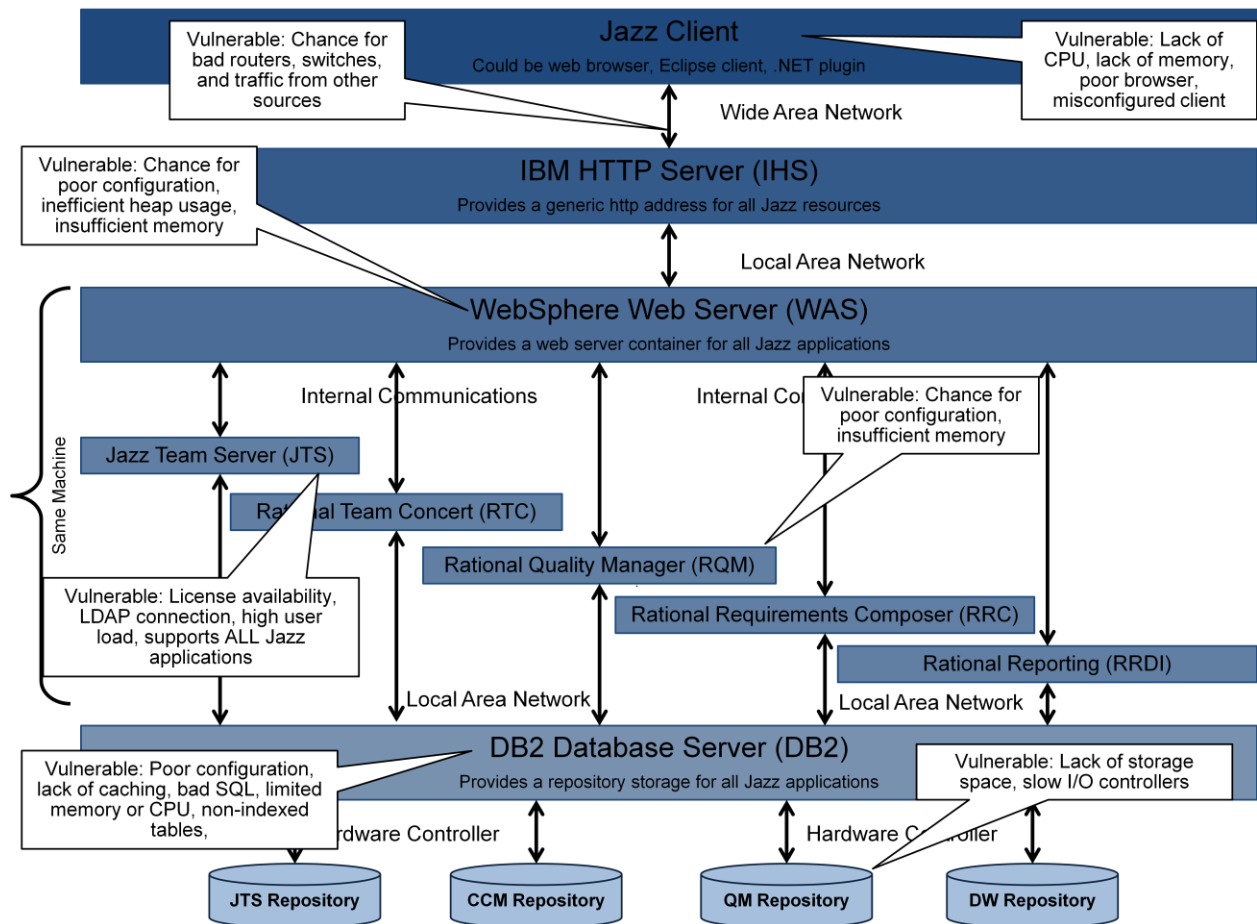 Jazz Client
Could be web browser, Eclipse client, .NET plugin
Vulnerable: Chance for
bad routers, switches,
and traffic from other
sources
Vulnerable: Lack of
CPU, lack of memory,
poor browser,
misconfigured client
Wide Area Network
IBM HTTP Server (IHS)
Provides a generic http address for all Jazz resources
Vulnerable: Chance for
poor configuration,
inefficient heap usage,
insufficient memory
Local Area Network
WebSphere Web Server (WAS)
Provides a web server container for all Jazz applications
Same Machine
Internal Communications
Internal Co
Vulnerable: Chance for
poor configuration,
insufficient memory
Jazz Team Server (JTS)
Rational Team Concert (RTC)
Rational Quality Manager (RQM)
Vulnerable: License availability,
LDAP connection, high user
load, supports ALL Jazz
applications
Rational Requirements Composer (RRC)
Rational Reporting (RRDI)
Local Area Network
Local Area Network
DB2 Database Server (DB2)
Provides a repository storage for all Jazz applications
Vulnerable: Poor configuration,
lack of caching, bad SQL, limited
memory or CPU, non-indexed
tables,
Vulnerable: Lack of storage
space, slow I/O controllers
rdware Controller
Hardware Controller
JTS Repository
CCM Repository
QM Repository
DW Repository